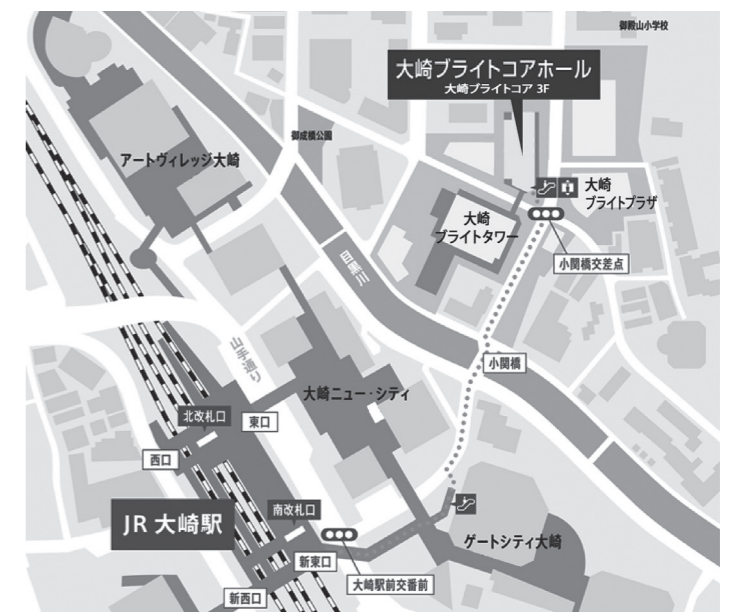 御殿山小学校
大崎ブライトコアホール
大崎ブライトコア 3F
御成橋公園
アートヴィレッジ大崎
大崎
ブライトプラザ
大崎
ブライトタワー
小関橋交差点
目黒川
山手通り
小関橋
大崎ニュー・シティ
北改札口
東口
西口
JR 大崎駅
南改札口
ゲートシティ大崎
新東口
大崎駅前交番前
新西口